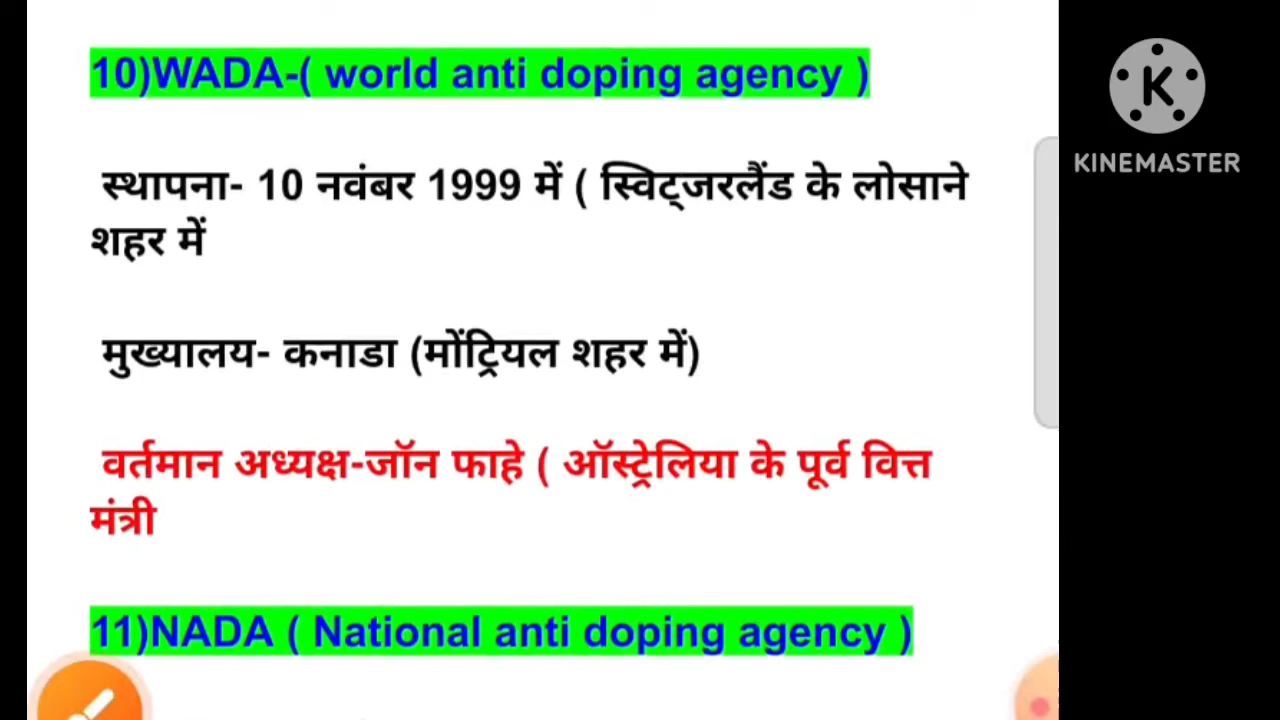 10)WADA-( world anti doping agency )
स्थापना- 10 नवंबर 1999 में ( स्विट्जरलैंड के लोसाने
शहर में
मुख्यालय- कनाडा (मोंट्रियल शहर में)
वर्तमान अध्यक्ष-जॉन फाहे ( ऑस्ट्रेलिया के पूर्व वित्त
मंत्री
11)NADA ( National anti doping agency )
K
KINEMASTER